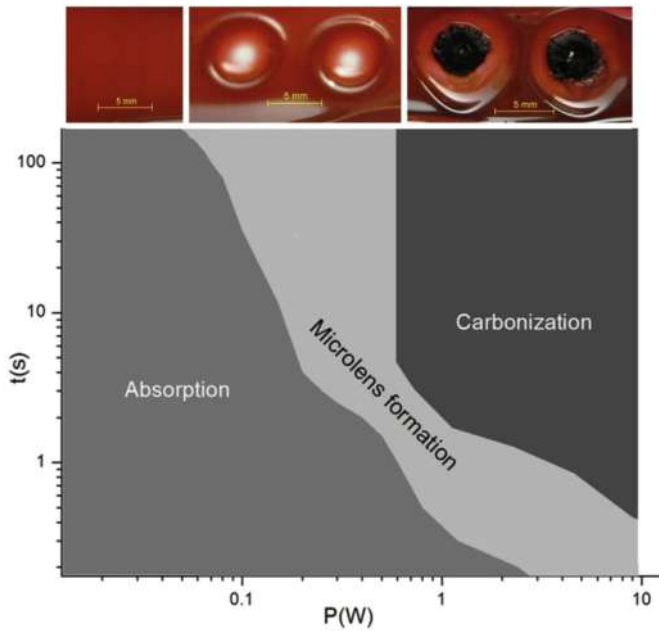 5 mm
5 mm
5 mm
100
10
1
t(s)
Absorption
Microlens formation
Carbonization
0.1
1
10
P(W)